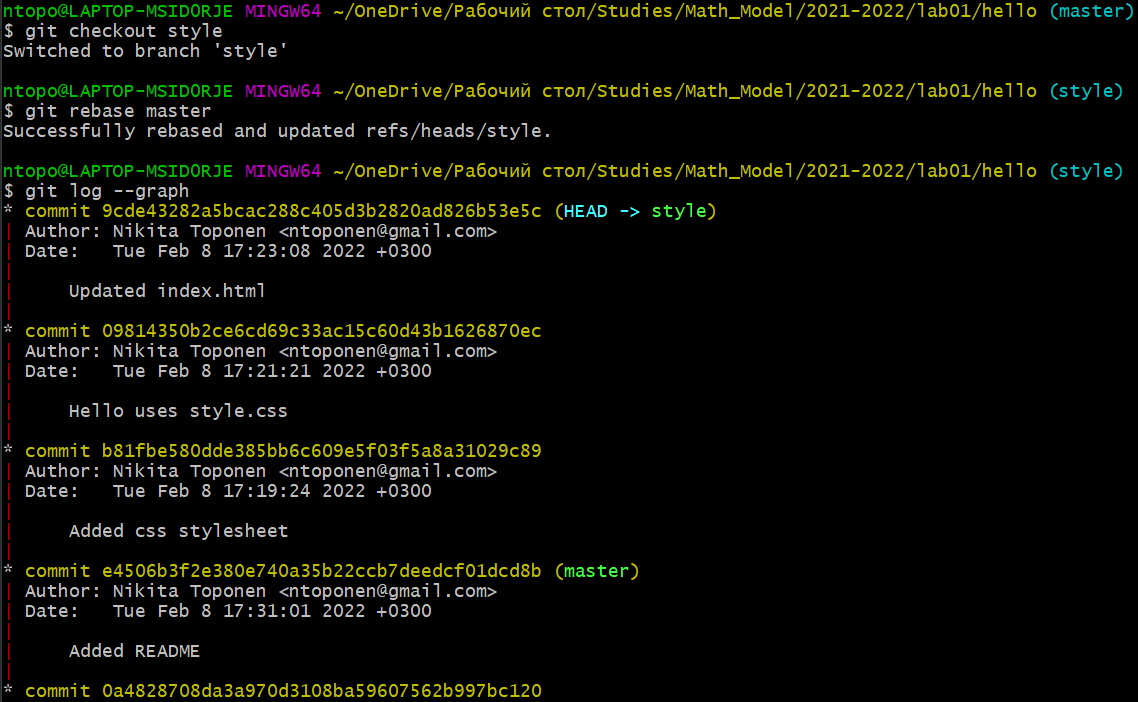 ntopo@LAPTOP-MSIDORJE MINGW64 ~/OneDrive/Рабочий стол/Studies/Math_Model/2021-2022/lab01/hello (master)
$ git checkout style
Switched to branch 'style'
ntopo@LAPTOP-MSIDORJE MINGW64 ~/OneDrive/Рабочий стол/Studies/Math_Model/2021-2022/lab01/hello (style)
$ git rebase master
Successfully rebased and updated refs/heads/style.
ntopo@LAPTOP-MSIDORJE MINGW64 ~/OneDrive/Рабочий стол/Studies/Math_Model/2021-2022/lab01/hello (style)
$ git log --graph
* commit 9cde43282a5bcac288c405d3b2820ad826b53e5c (HEAD -> style)
| Author: Nikita Toponen <ntoponen@gmail.com>
| Date:   Tue Feb 8 17:23:08 2022 +0300
|
|     Updated index.html
|
* commit 09814350b2ce6cd69c33ac15c60d43b1626870ec
| Author: Nikita Toponen <ntoponen@gmail.com>
| Date:   Tue Feb 8 17:21:21 2022 +0300
|
|     Hello uses style.css
|
* commit b81fbe580dde385bb6c609e5f03f5a8a31029c89
| Author: Nikita Toponen <ntoponen@gmail.com>
| Date:   Tue Feb 8 17:19:24 2022 +0300
|
|     Added css stylesheet
|
* commit e4506b3f2e380e740a35b22ccb7deedcf01dcd8b (master)
| Author: Nikita Toponen <ntoponen@gmail.com>
| Date:   Tue Feb 8 17:31:01 2022 +0300
|
|     Added README
|
* commit 0a4828708da3a970d3108ba59607562b997bc120